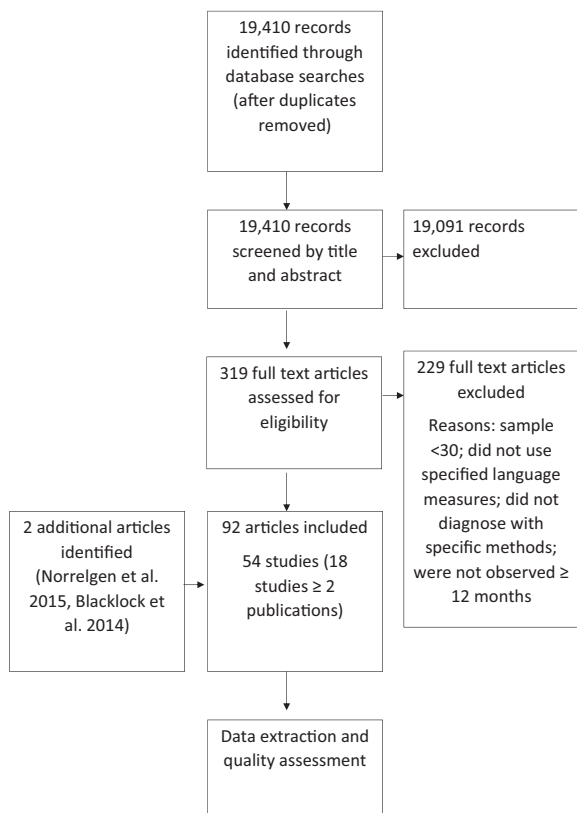 19,410 records
identified through
database searches
(after duplicates
removed)
19,410 records
screened by title
and abstract
19,091 records
excluded
319 full text articles
assessed for
eligibility
229 full text articles
excluded
Reasons: sample
<30; did not use
specified language
measures; did not
diagnose with
specific methods;
were not observed ≥
12 months
2 additional articles
identified
(Norrelgen et al.
2015, Blacklock et
al. 2014)
92 articles included
54 studies (18
studies ≥ 2
publications)
Data extraction and
quality assessment